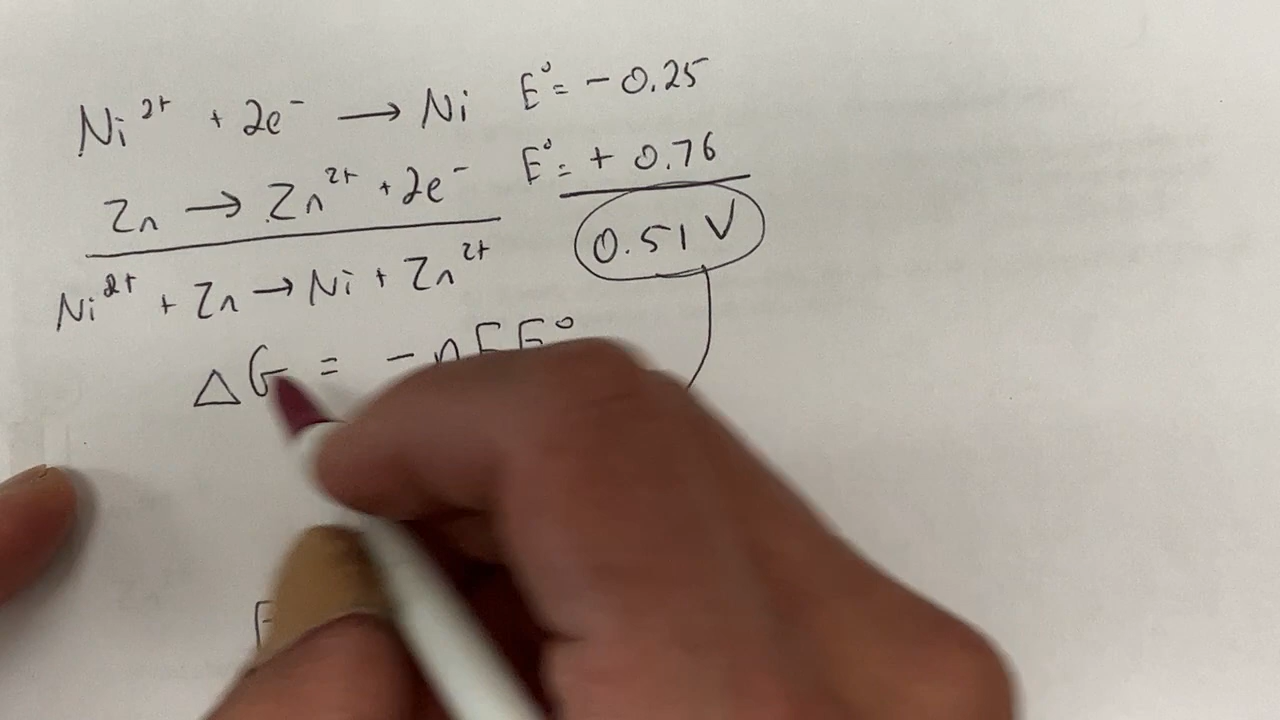 Ni²⁺ + 2e⁻ → Ni E° = - 0.25
Zn → Zn²⁺ + 2e⁻ E° = + 0.76
0.51 V
Ni²⁺ + Zn → Ni + Zn²⁺
ΔG = -nFE°